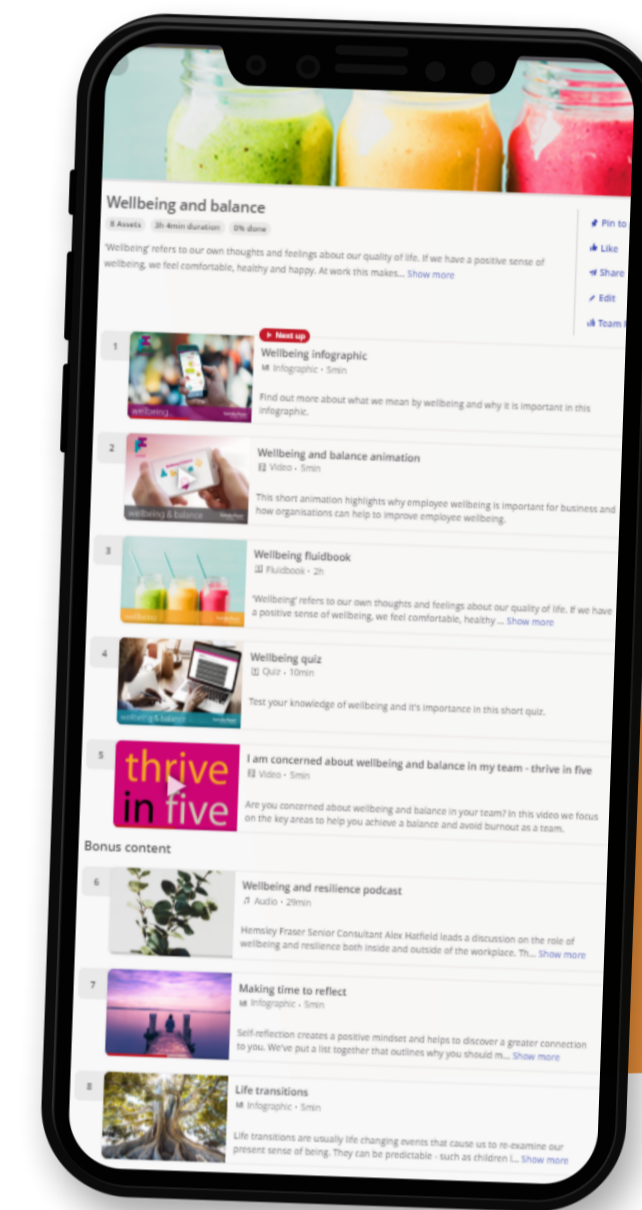 Wellbeing and balance
8 Assets 3h 4min duration 0% done
'Wellbeing' refers to our own thoughts and feelings about our quality of life. If we have a positive sense of
wellbeing, we feel comfortable, healthy and happy. At work this makes... Show more
Pin to
Like
Share
Edit
Team
Next up
1
wellbeing
Wellbeing infographic
Infographic • 5min
Find out more about what we mean by wellbeing and why it is important in this
infographic.
2
wellbeing & balance
Wellbeing and balance animation
Video • 5min
This short animation highlights why employee wellbeing is important for business and
how organisations can help to improve employee wellbeing.
3
wellbeing
Wellbeing fluidbook
Fluidbook • 2h
'Wellbeing' refers to our own thoughts and feelings about our quality of life. If we have
a positive sense of wellbeing, we feel comfortable, healthy ... Show more
4
wellbeing & balance
Wellbeing quiz
Quiz • 10min
Test your knowledge of wellbeing and it's importance in this short quiz.
5
thrive
in five
I am concerned about wellbeing and balance in my team - thrive in five
Video • 5min
Are you concerned about wellbeing and balance in your team? In this video we focus
on the key areas to help you achieve a balance and avoid burnout as a team.
Bonus content
6
Wellbeing and resilience podcast
Audio • 29min
Hemsley Fraser Senior Consultant Alex Hatfield leads a discussion on the role of
wellbeing and resilience both inside and outside of the workplace. Th... Show more
7
Making time to reflect
Infographic • 5min
Self-reflection creates a positive mindset and helps to discover a greater connection
to you. We've put a list together that outlines why you should m... Show more
8
Life transitions
Infographic • 5min
Life transitions are usually life changing events that cause us to re-examine our
present sense of being. They can be predictable - such as children l... Show more